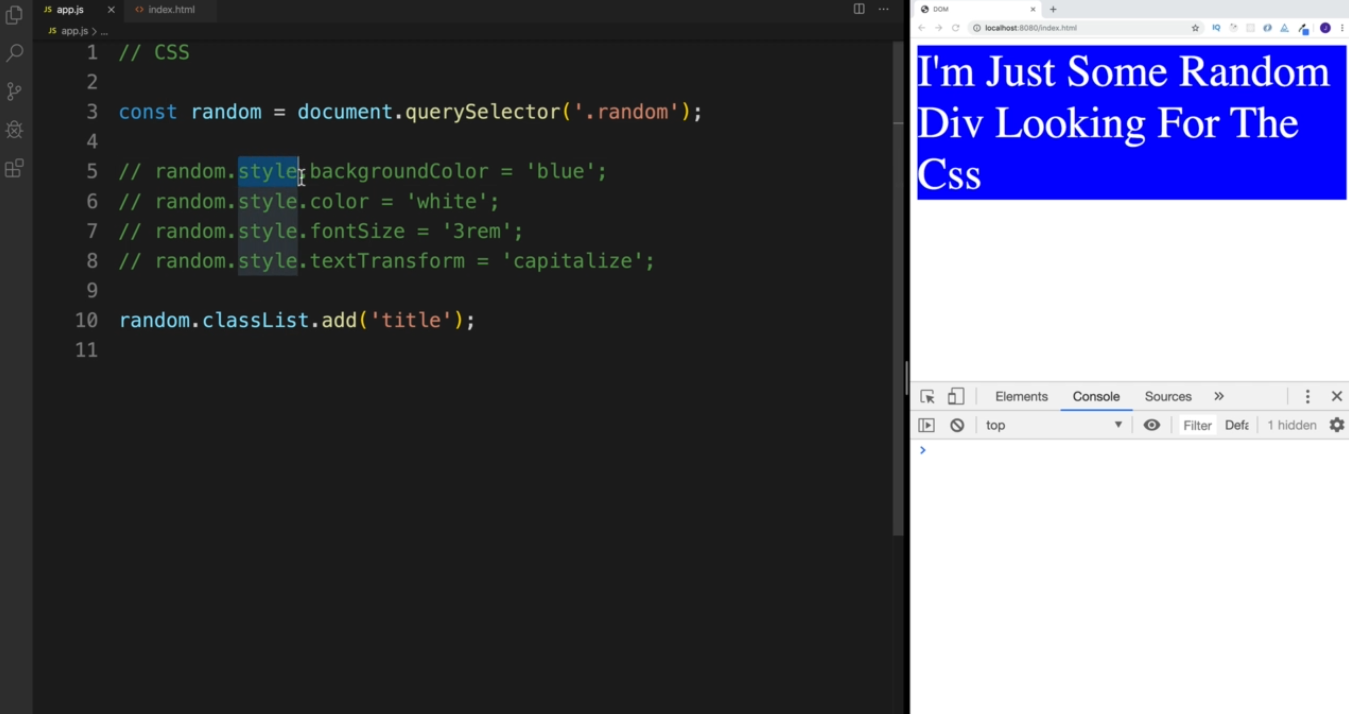 JS app.js × <> index.html
JS app.js > ...
1 // CSS
2
3 const random = document.querySelector('.random');
4
5 // random.style.backgroundColor = 'blue';
6 // random.style.color = 'white';
7 // random.style.fontSize = '3rem';
8 // random.style.textTransform = 'capitalize';
9
10 random.classList.add('title');
11
DOM
localhost:8080/index.html
IQ
J
I'm Just Some Random
Div Looking For The
Css
Elements Console Sources »
top Filter Defa 1 hidden